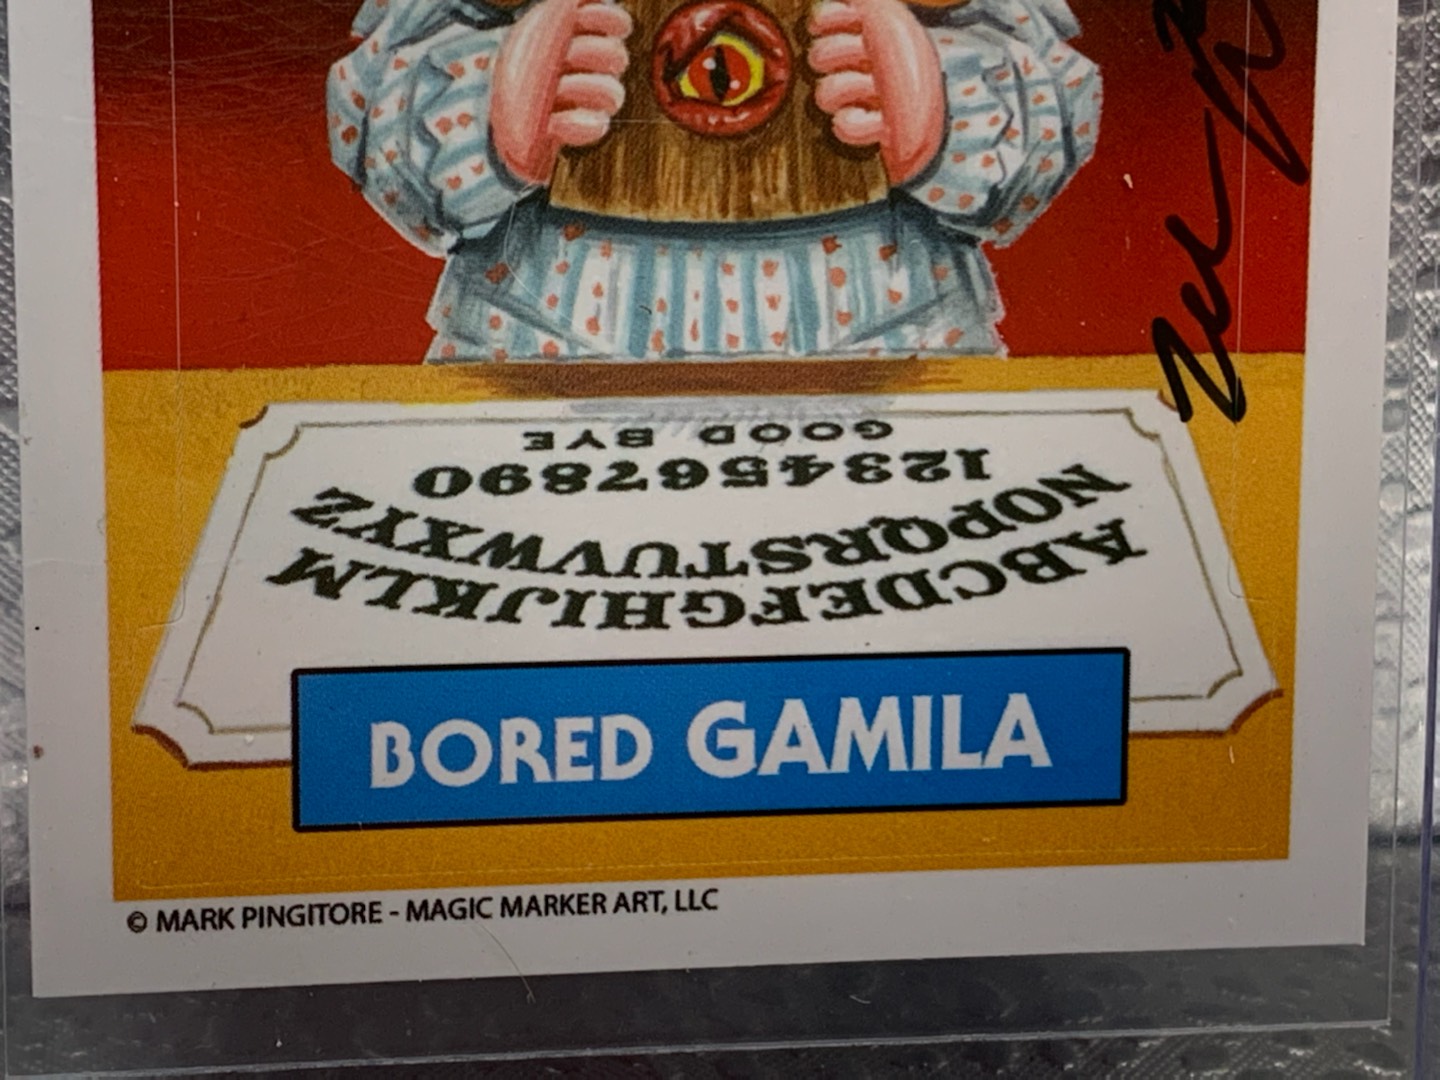 GOOD BYE
1234567890
NOPQRSTUVWXYZ
ABCDEFGHIJKLM
BORED GAMILA
© MARK PINGITORE - MAGIC MARKER ART, LLC